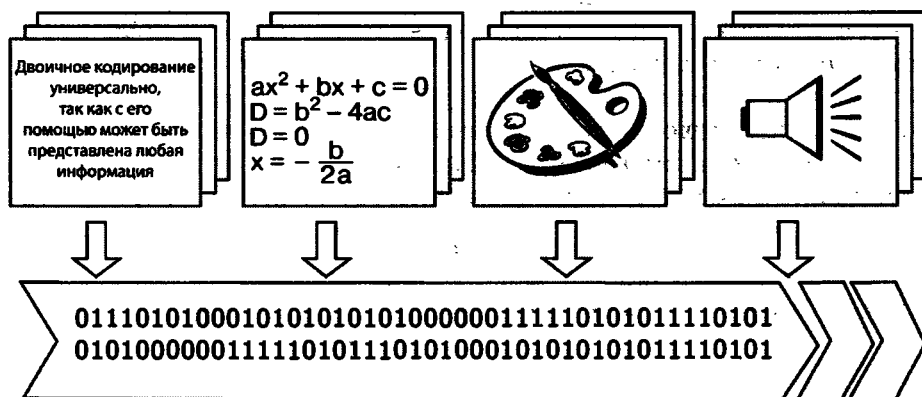 Двоичное кодирование
универсально,
так как с его
помощью может быть
представлена любая
информация
ax² + bx + c = 0
D = b² − 4ac
D = 0
x = − b/2a
0111010100010101010101000000111110101011110101
0101000000111110101110101000101010101011110101